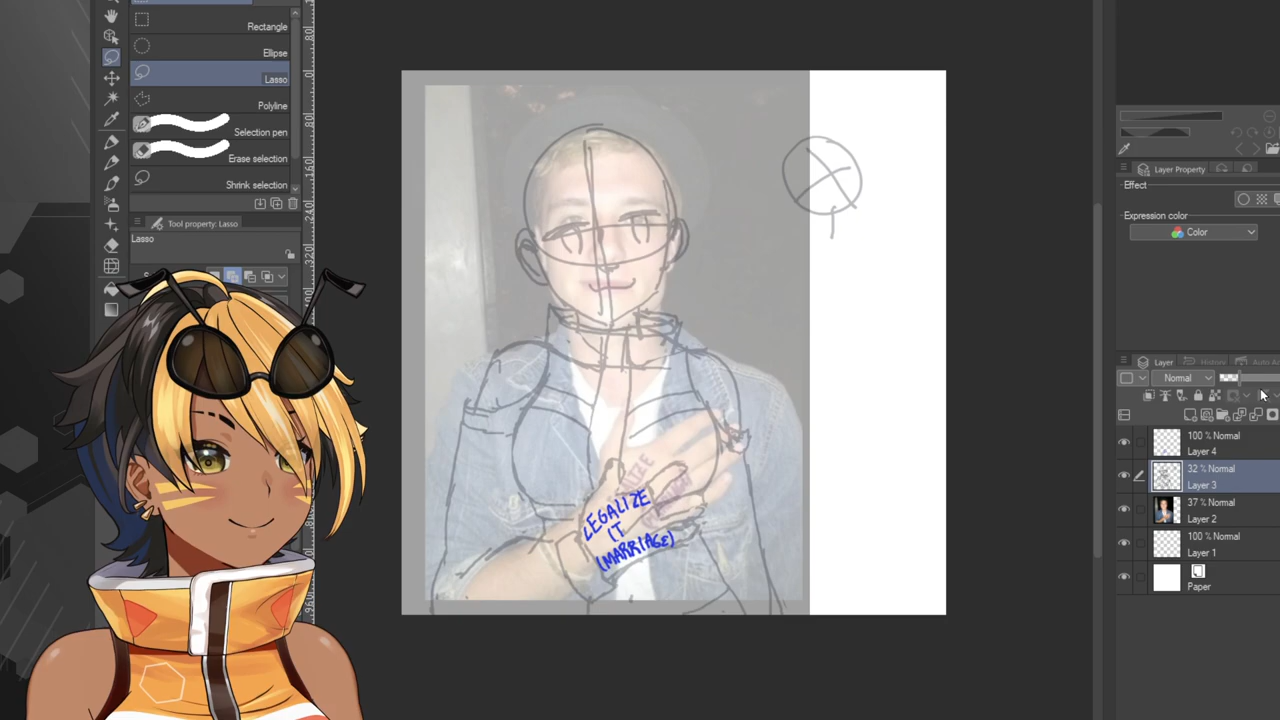 Rectangle
Ellipse
Lasso
Polyline
Selection pen
Erase selection
Shrink selection
Tool property: Lasso
Lasso
LEGALIZE
IT
(MARRIAGE)
Layer Property
Effect
Expression color
Color
Layer
History
Normal
100 % Normal
Layer 4
32 % Normal
Layer 3
37 % Normal
Layer 2
100 % Normal
Layer 1
Paper